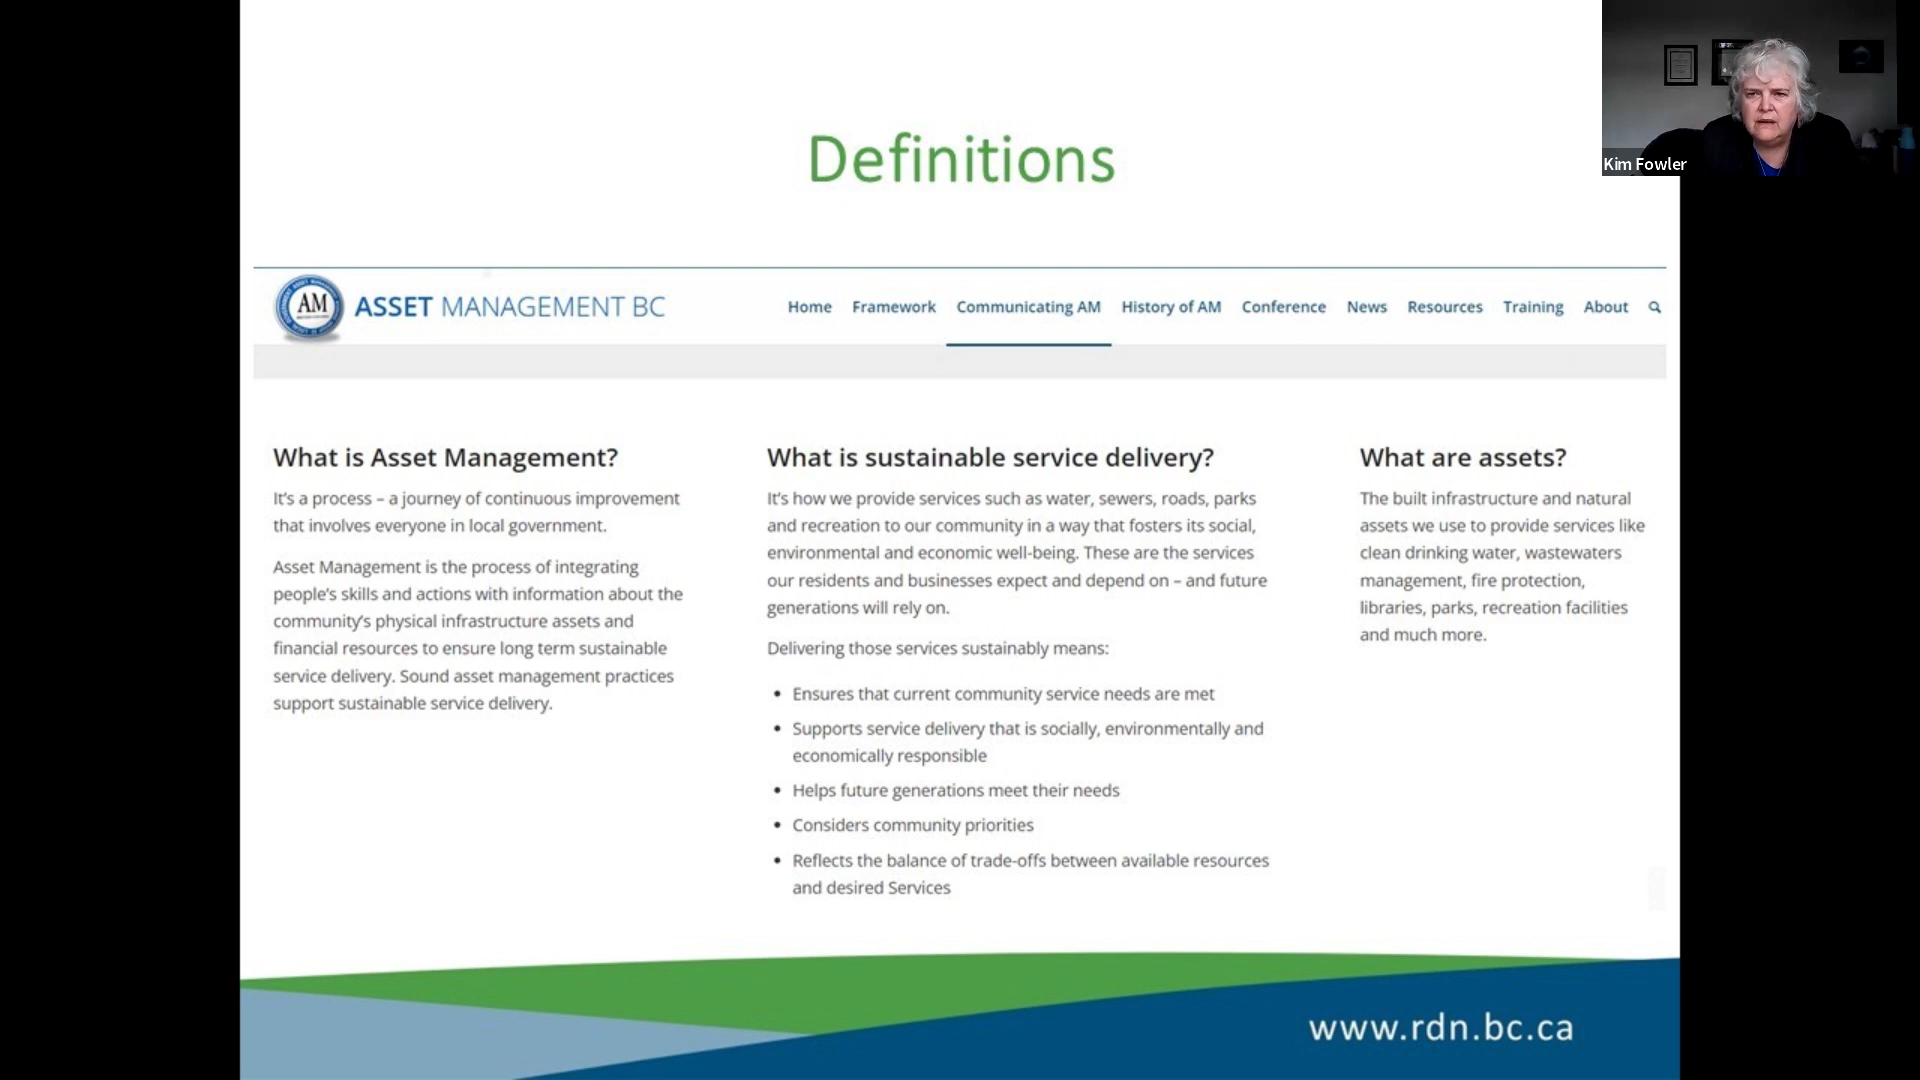 Definitions
Kim Fowler
AM
ASSET MANAGEMENT BC
Home Framework Communicating AM History of AM Conference News Resources Training About
What is Asset Management?
It's a process – a journey of continuous improvement
that involves everyone in local government.
Asset Management is the process of integrating
people's skills and actions with information about the
community's physical infrastructure assets and
financial resources to ensure long term sustainable
service delivery. Sound asset management practices
support sustainable service delivery.
What is sustainable service delivery?
It's how we provide services such as water, sewers, roads, parks
and recreation to our community in a way that fosters its social,
environmental and economic well-being. These are the services
our residents and businesses expect and depend on – and future
generations will rely on.
Delivering those services sustainably means:
• Ensures that current community service needs are met
• Supports service delivery that is socially, environmentally and
economically responsible
• Helps future generations meet their needs
• Considers community priorities
• Reflects the balance of trade-offs between available resources
and desired Services
What are assets?
The built infrastructure and natural
assets we use to provide services like
clean drinking water, wastewaters
management, fire protection,
libraries, parks, recreation facilities
and much more.
www.rdn.bc.ca